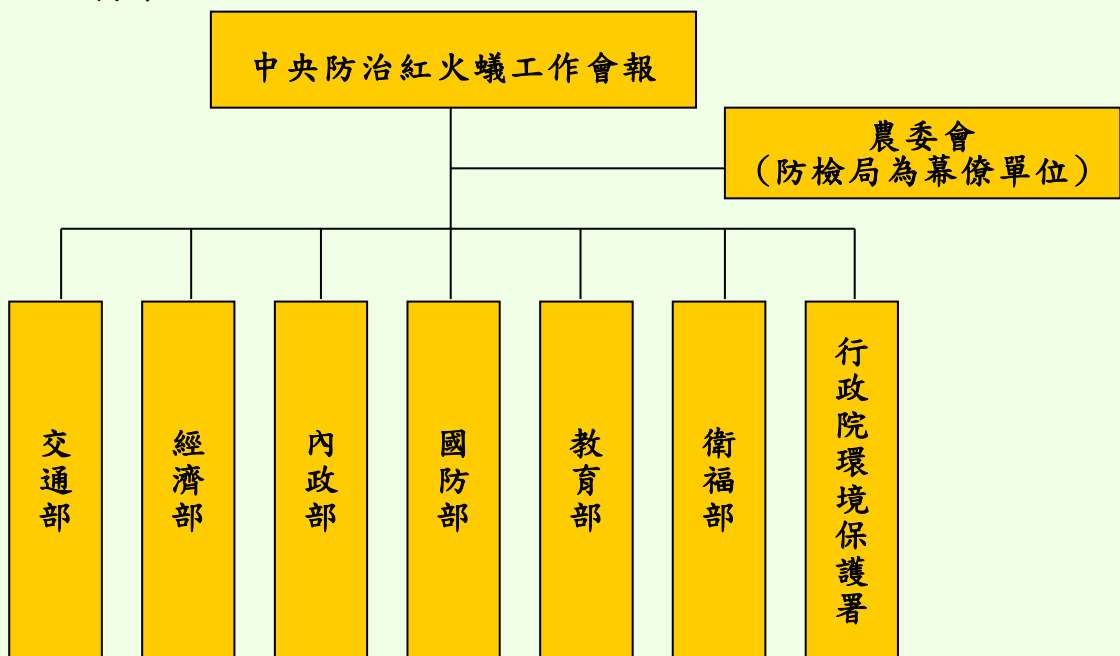 中央防治紅火蟻工作會報
農委會
(防檢局為幕僚單位)
交通部
經濟部
內政部
國防部
教育部
衛福部
行政院環境保護署